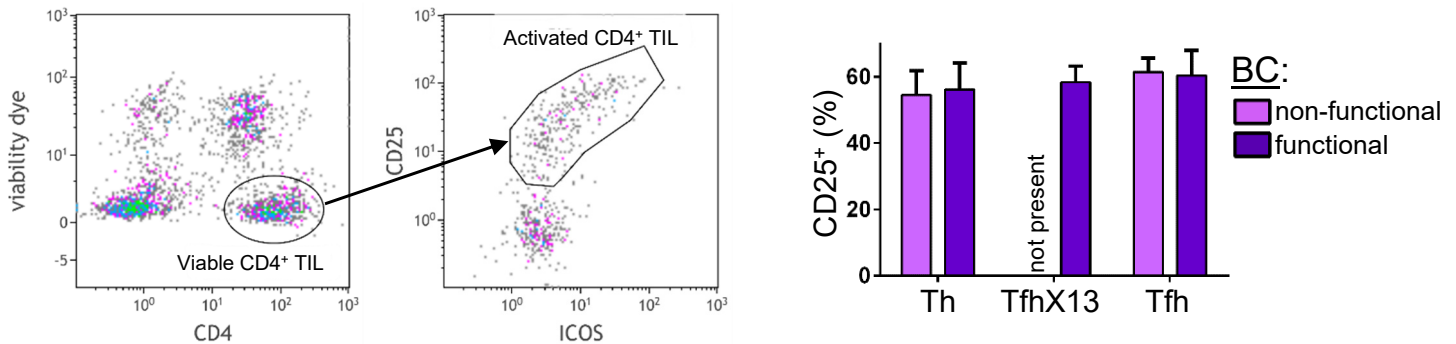 10³
10²
10¹
0
-5
viability dye
Viable CD4⁺ TIL
10⁰ 10¹ 10² 10³
CD4
10³
10²
10¹
10⁰
CD25
Activated CD4⁺ TIL
10⁰ 10¹ 10² 10³
ICOS
60
40
20
0
CD25⁺ (%)
not present
Th TfhX13 Tfh
BC:
non-functional
functional